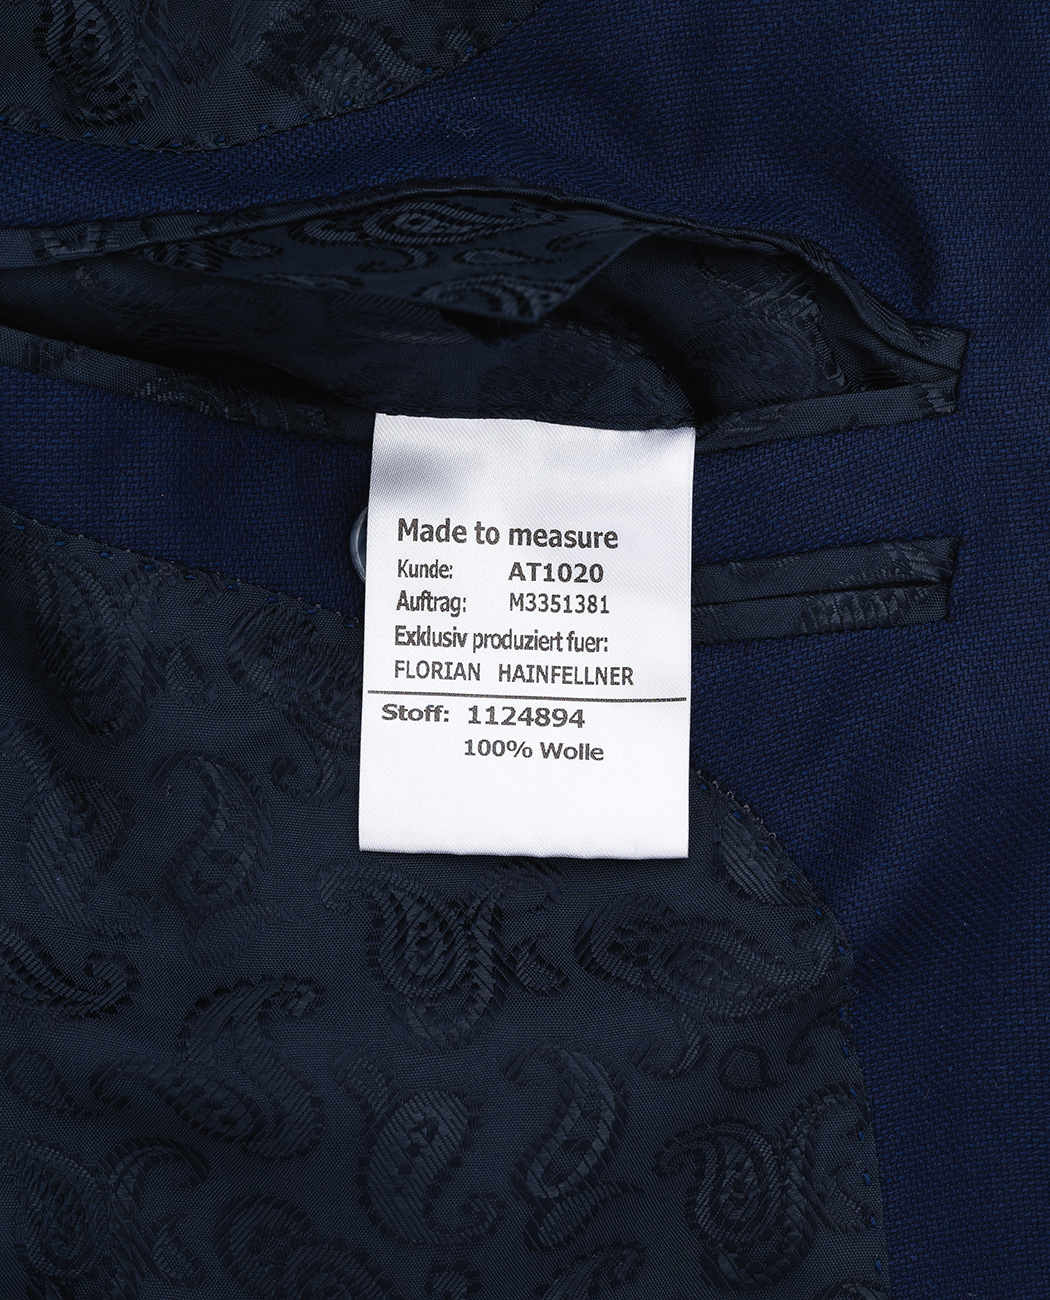 Made to measure
Kunde: AT1020
Auftrag: M3351381
Exklusiv produziert fuer:
FLORIAN HAINFELLNER
Stoff: 1124894
100% Wolle